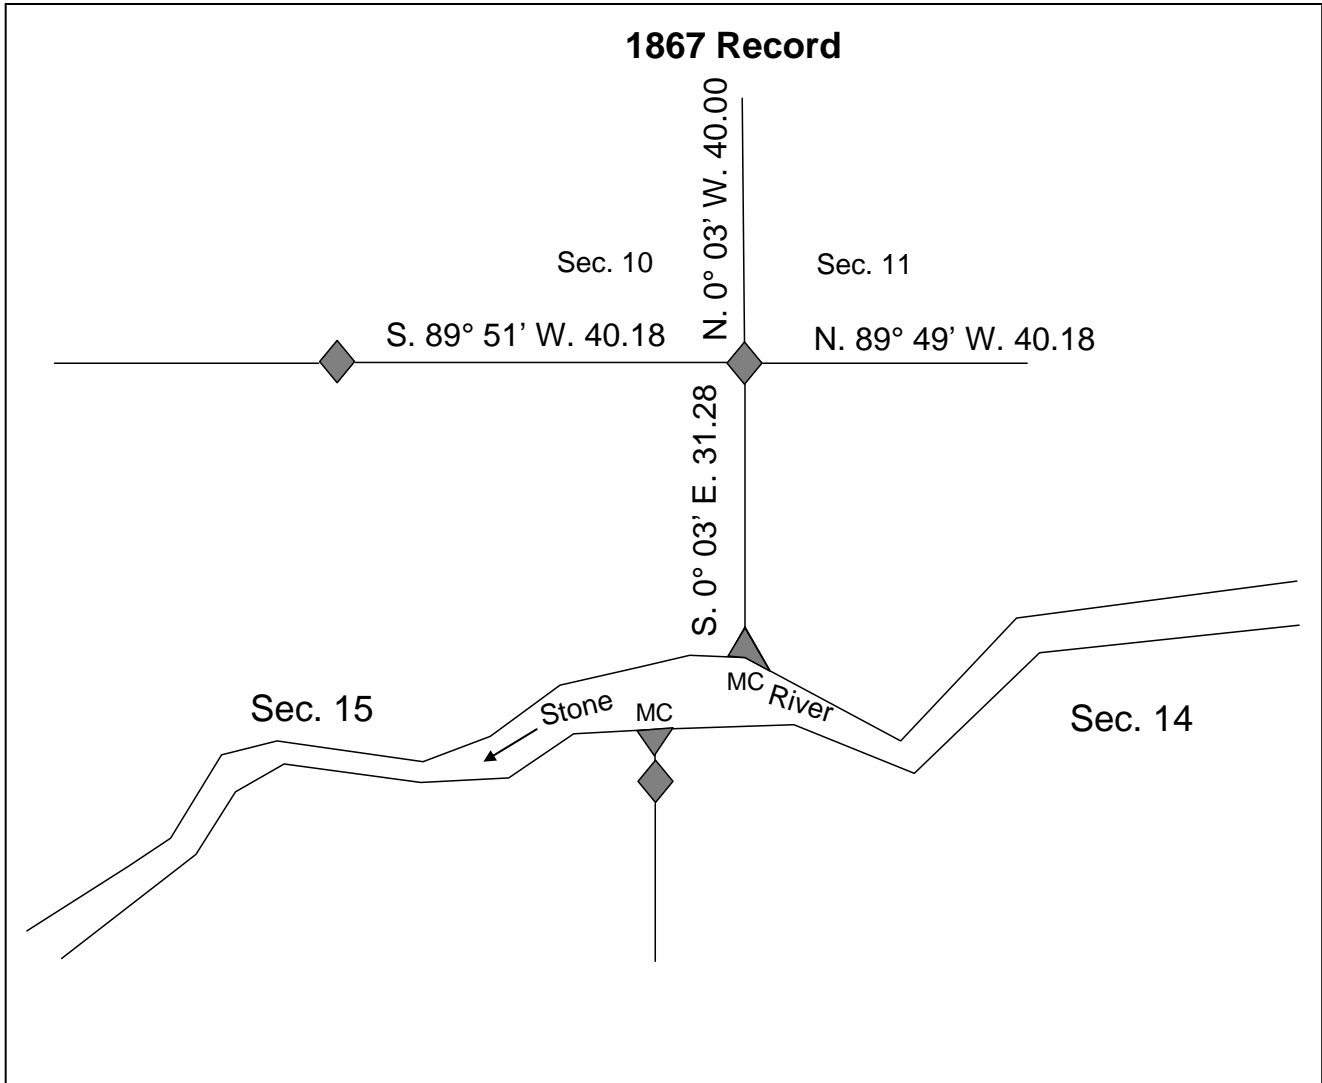 1867 Record
N. 0° 03’ W. 40.00
Sec. 10
Sec. 11
S. 89° 51’ W. 40.18
N. 89° 49’ W. 40.18
S. 0° 03’ E. 31.28
MC
River
Stone
MC
Sec. 15
Sec. 14